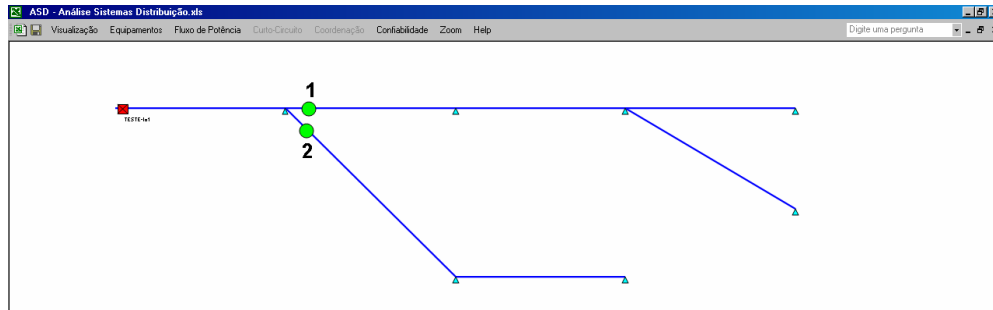 ASD - Análise Sistemas Distribuição.xls
Visualização Equipamentos Fluxo de Potência Curto-Circuito Coordenação Confiabilidade Zoom Help Digite uma pergunta
1
TESTE-In1
2